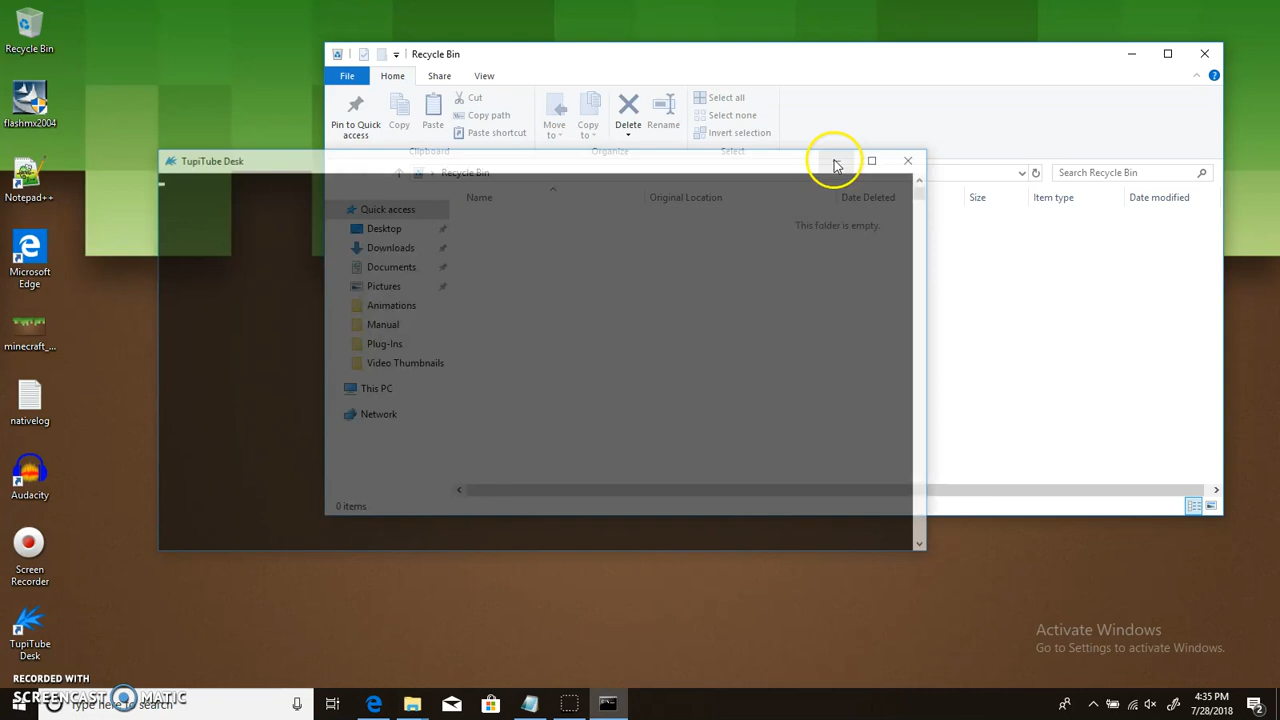 Recycle Bin
flashmx2004
Notepad++
Microsoft
Edge
minecraft_...
nativelog
Audacity
Screen
Recorder
TupiTube
Desk
Recycle Bin
File
Home
Share
View
Pin to Quick
access
Copy
Paste
Cut
Copy path
Paste shortcut
Clipboard
Move
to
Copy
to
Delete
Rename
Organize
Select all
Select none
Invert selection
Select
TupiTube Desk
Recycle Bin
Search Recycle Bin
Name
Original Location
Date Deleted
Size
Item type
Date modified
This folder is empty.
Quick access
Desktop
Downloads
Documents
Pictures
Animations
Manual
Plug-Ins
Video Thumbnails
This PC
Network
0 items
Activate Windows
Go to Settings to activate Windows.
RECORDED WITH
SCREENCAST MATIC
Type here to search
4:35 PM
7/28/2018
2